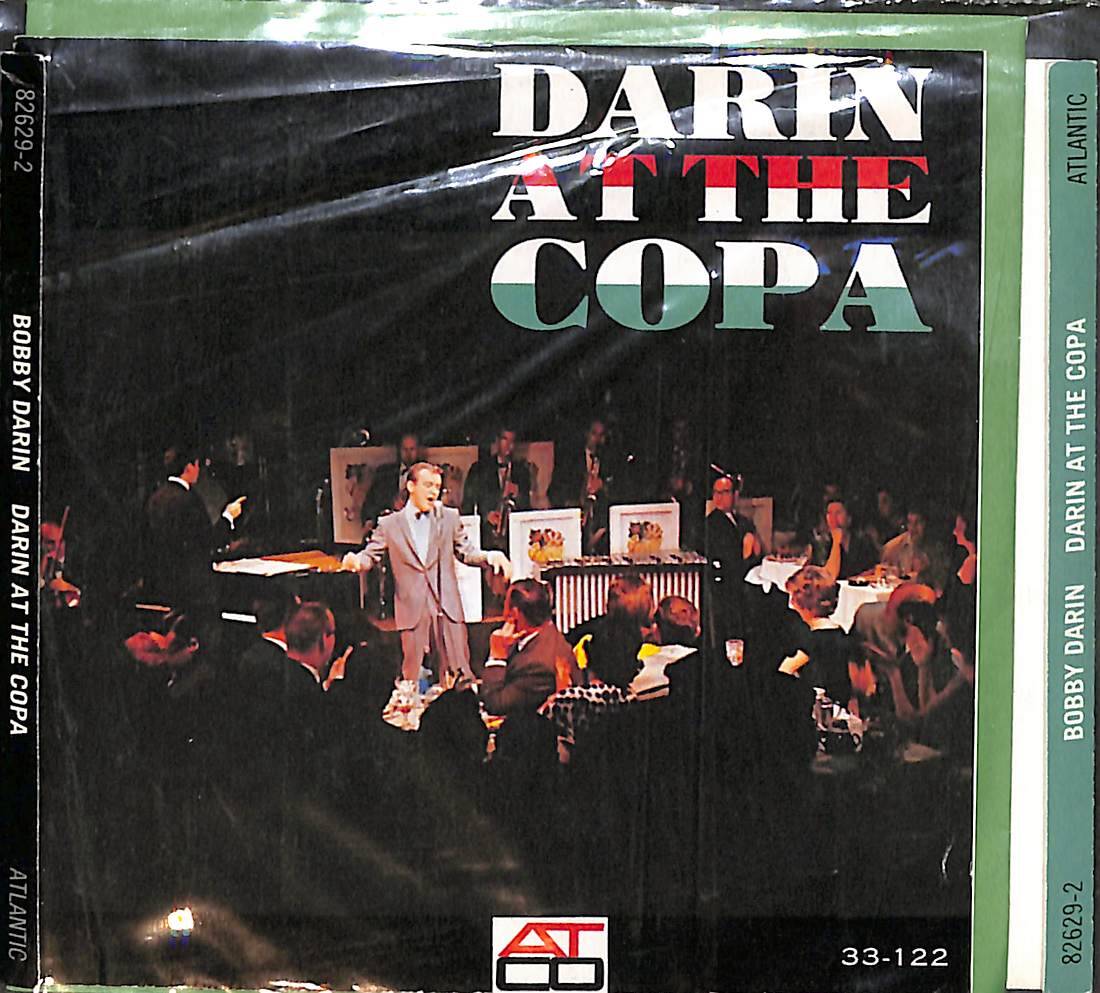 82629-2
BOBBY DARIN DARIN AT THE COPA
ATLANTIC
DARIN
AT THE
COPA
ATCO
33-122
ATLANTIC
BOBBY DARIN DARIN AT THE COPA
82629-2